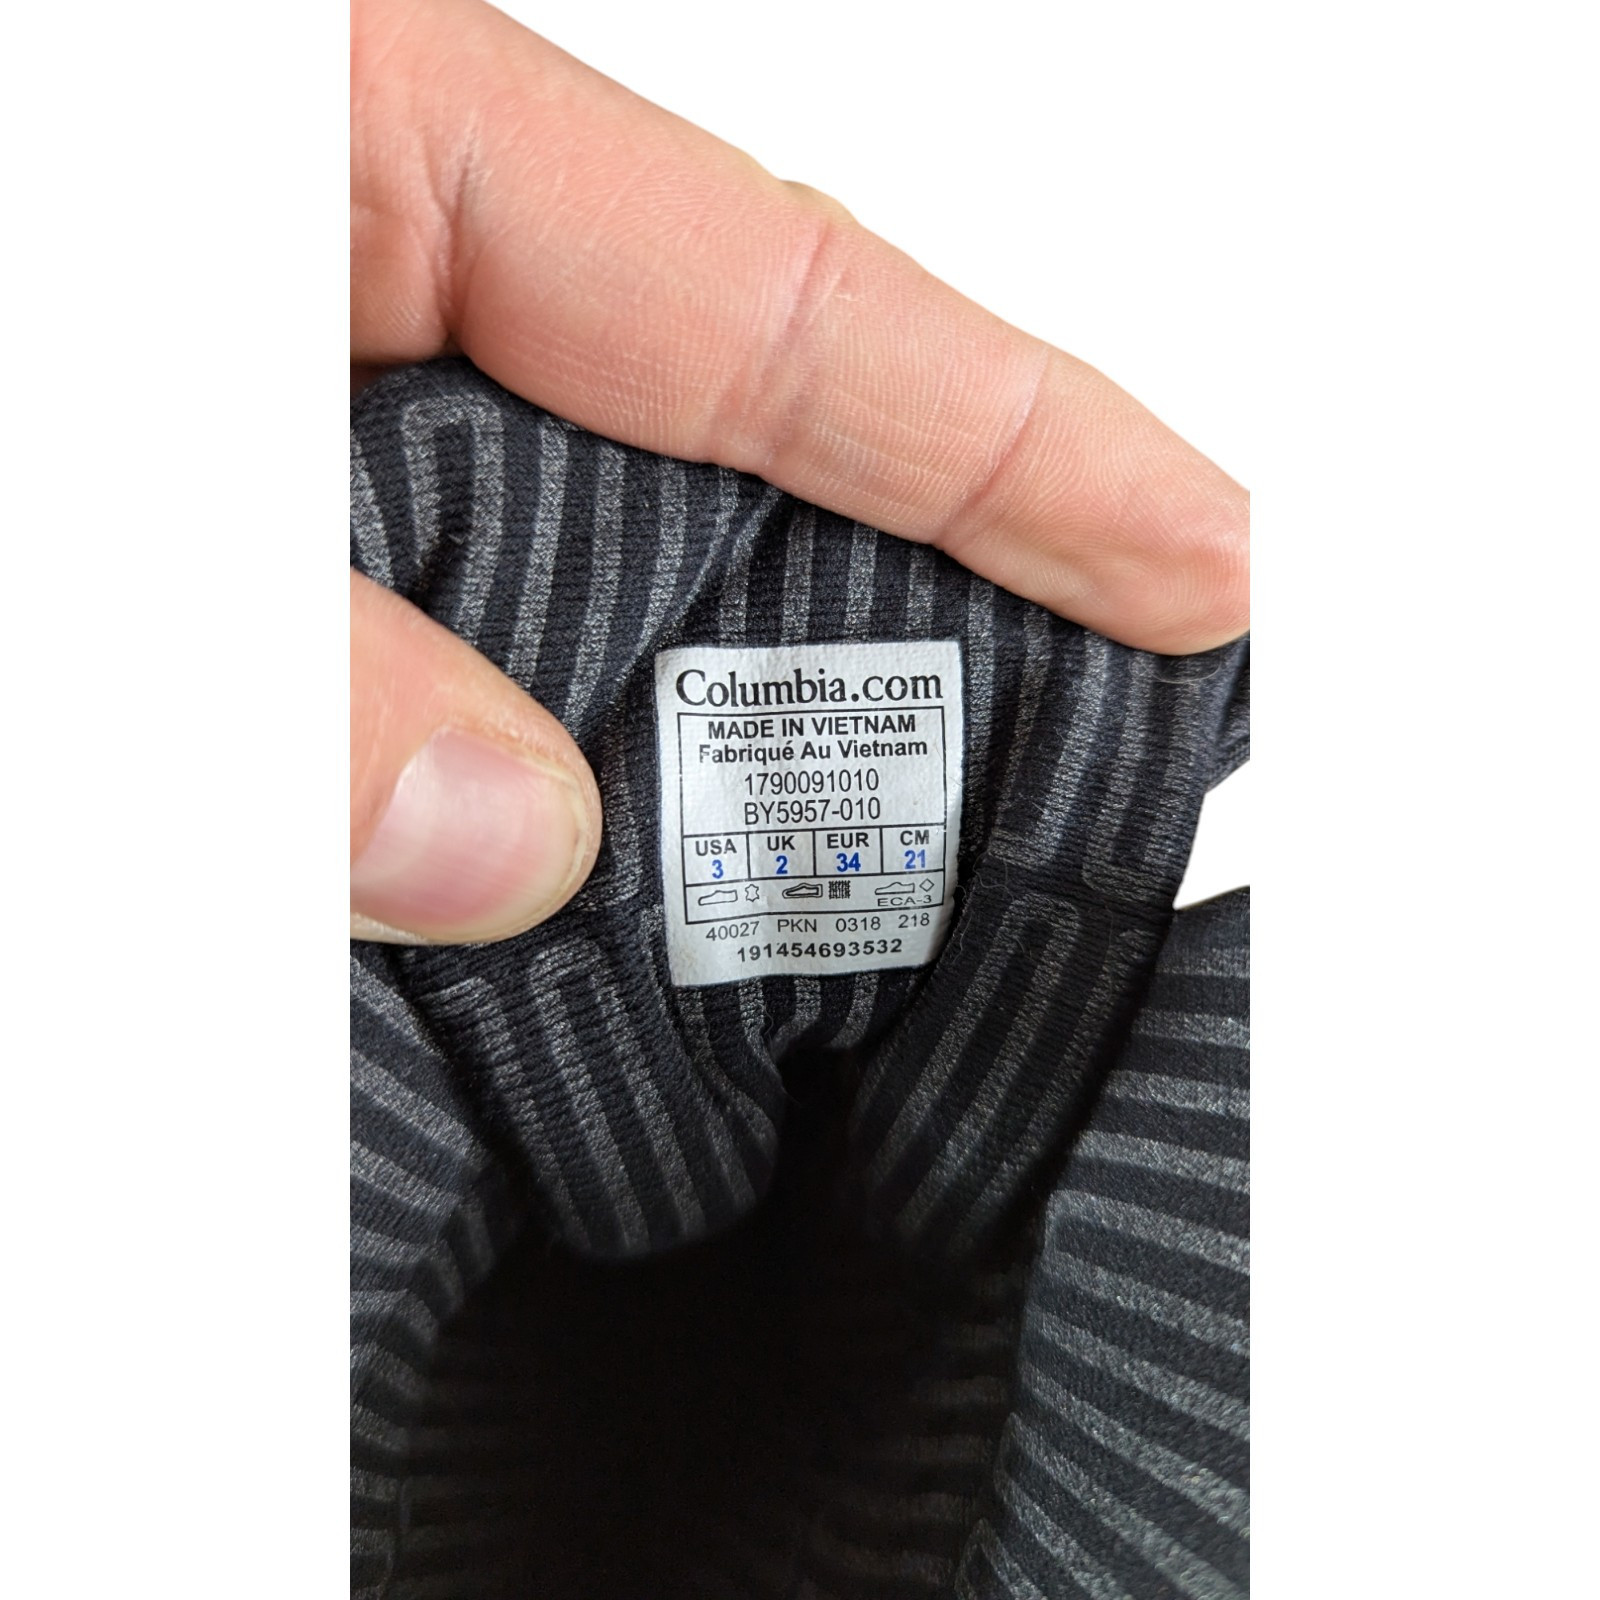 Columbia.com
MADE IN VIETNAM
Fabriqué Au Vietnam
1790091010
BY5957-010
USA UK EUR CM
3 2 34 21
ECA-3
40027 PKN 0318 218
191454693532